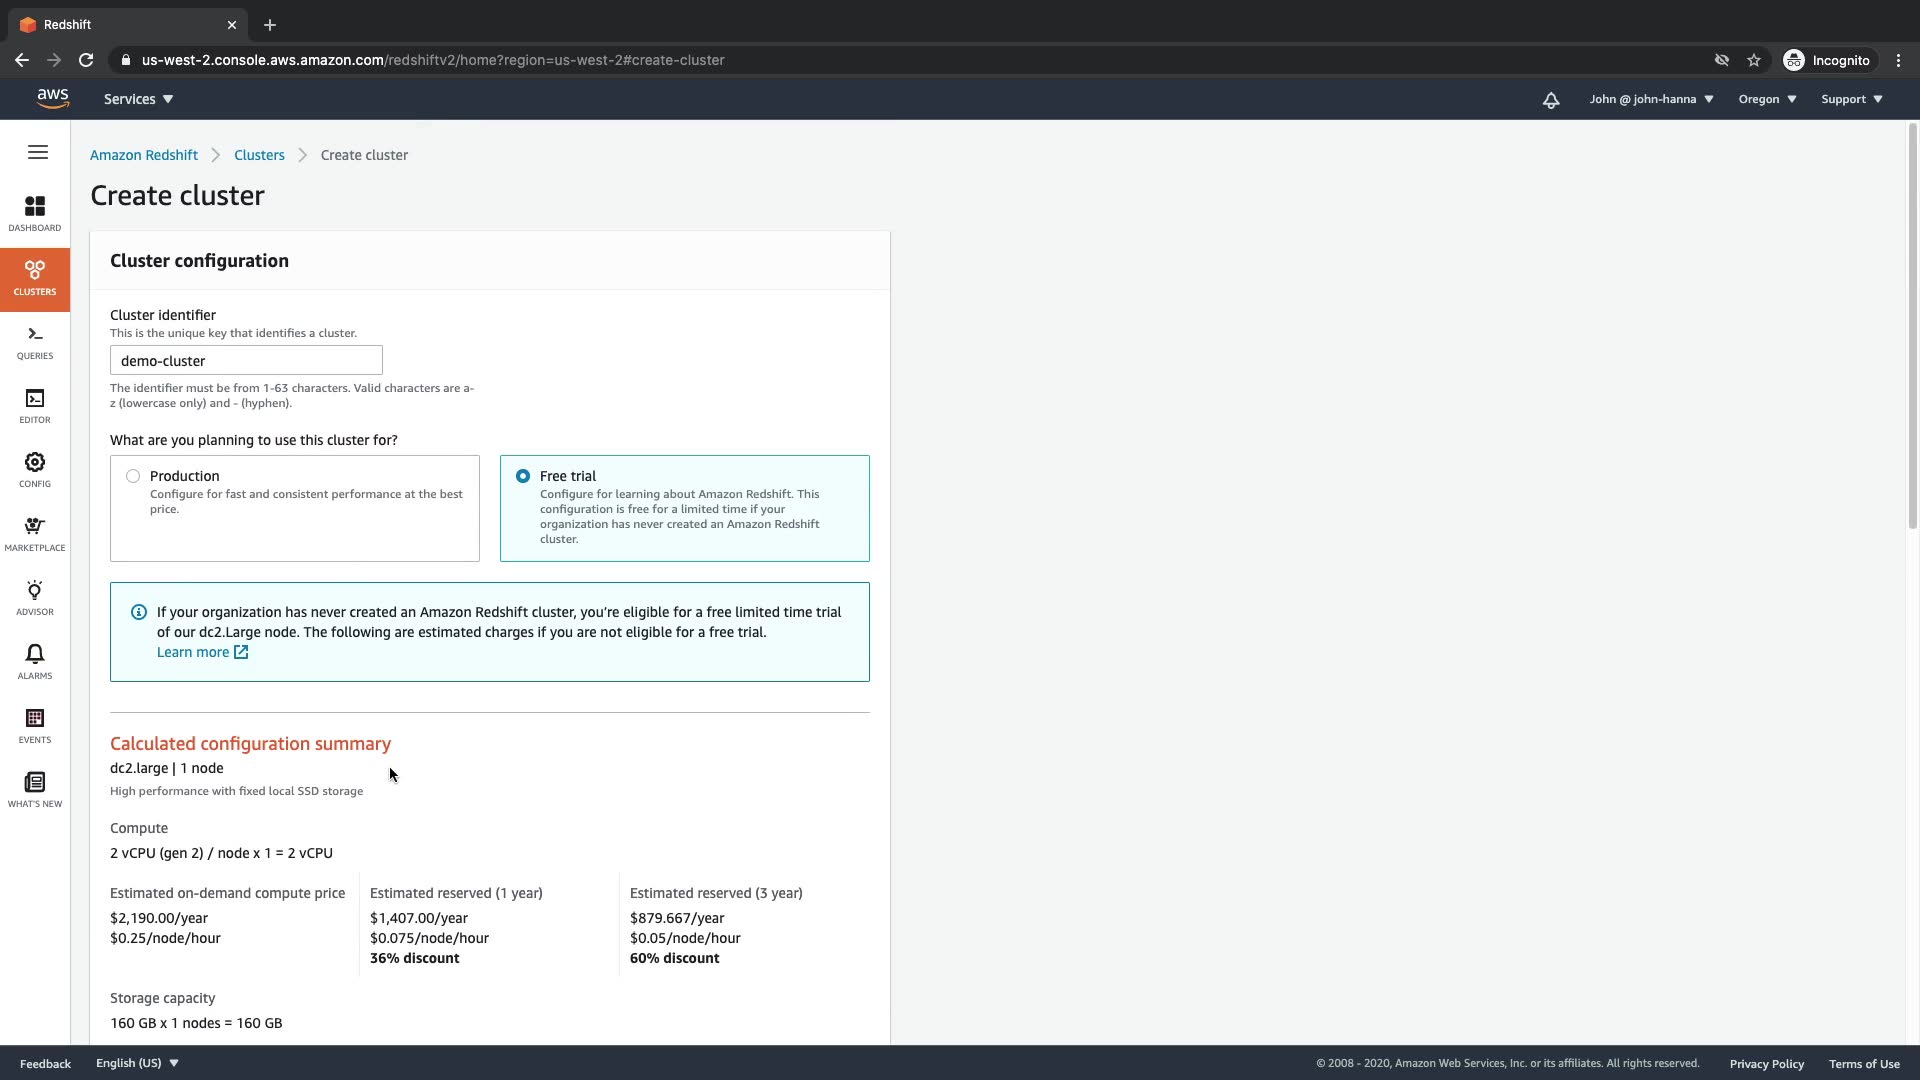 Redshift
us-west-2.console.aws.amazon.com/redshiftv2/home?region=us-west-2#create-cluster
Incognito
aws
Services
John @ john-hanna
Oregon
Support
Amazon Redshift
Clusters
Create cluster
Create cluster
DASHBOARD
CLUSTERS
QUERIES
EDITOR
CONFIG
MARKETPLACE
ADVISOR
ALARMS
EVENTS
WHAT'S NEW
Cluster configuration
Cluster identifier
This is the unique key that identifies a cluster.
demo-cluster
The identifier must be from 1-63 characters. Valid characters are a-
z (lowercase only) and - (hyphen).
What are you planning to use this cluster for?
Production
Configure for fast and consistent performance at the best
price.
Free trial
Configure for learning about Amazon Redshift. This
configuration is free for a limited time if your
organization has never created an Amazon Redshift
cluster.
If your organization has never created an Amazon Redshift cluster, you're eligible for a free limited time trial
of our dc2.Large node. The following are estimated charges if you are not eligible for a free trial.
Learn more
Calculated configuration summary
dc2.large | 1 node
High performance with fixed local SSD storage
Compute
2 vCPU (gen 2) / node x 1 = 2 vCPU
Estimated on-demand compute price
$2,190.00/year
$0.25/node/hour
Estimated reserved (1 year)
$1,407.00/year
$0.075/node/hour
36% discount
Estimated reserved (3 year)
$879.667/year
$0.05/node/hour
60% discount
Storage capacity
160 GB x 1 nodes = 160 GB
Feedback
English (US)
© 2008 - 2020, Amazon Web Services, Inc. or its affiliates. All rights reserved.
Privacy Policy
Terms of Use